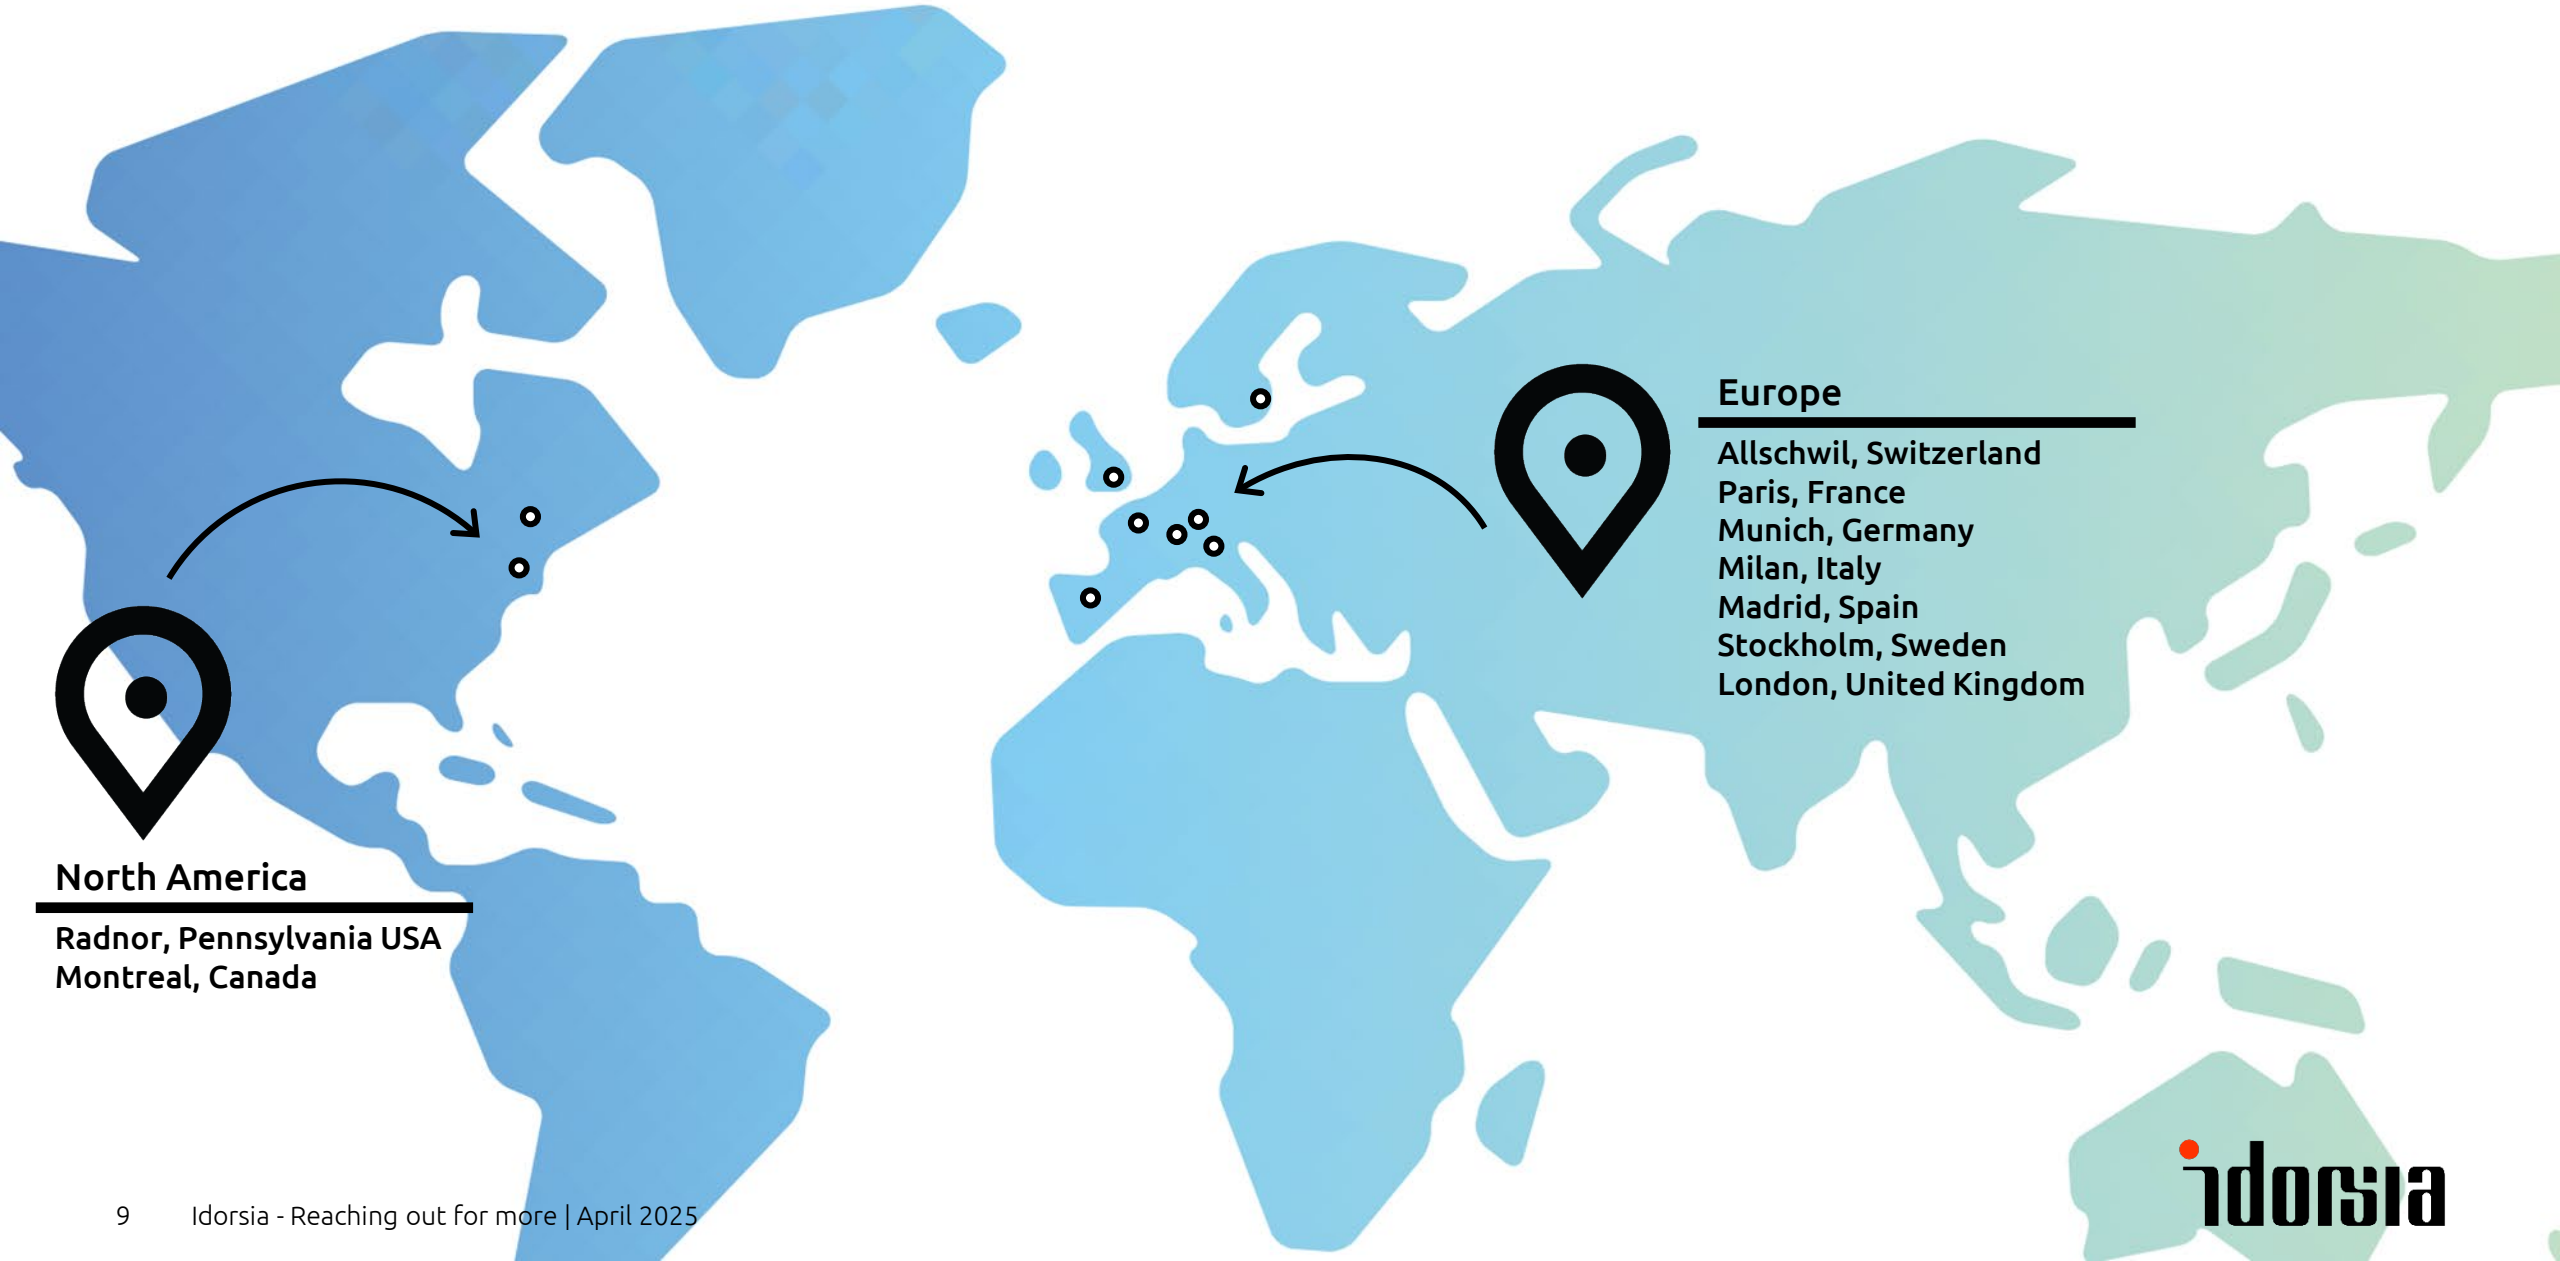 Europe
Allschwil, Switzerland
Paris, France
Munich, Germany
Milan, Italy
Madrid, Spain
Stockholm, Sweden
London, United Kingdom
North America
Radnor, Pennsylvania USA
Montreal, Canada
9 Idorsia - Reaching out for more | April 2025
idorsia